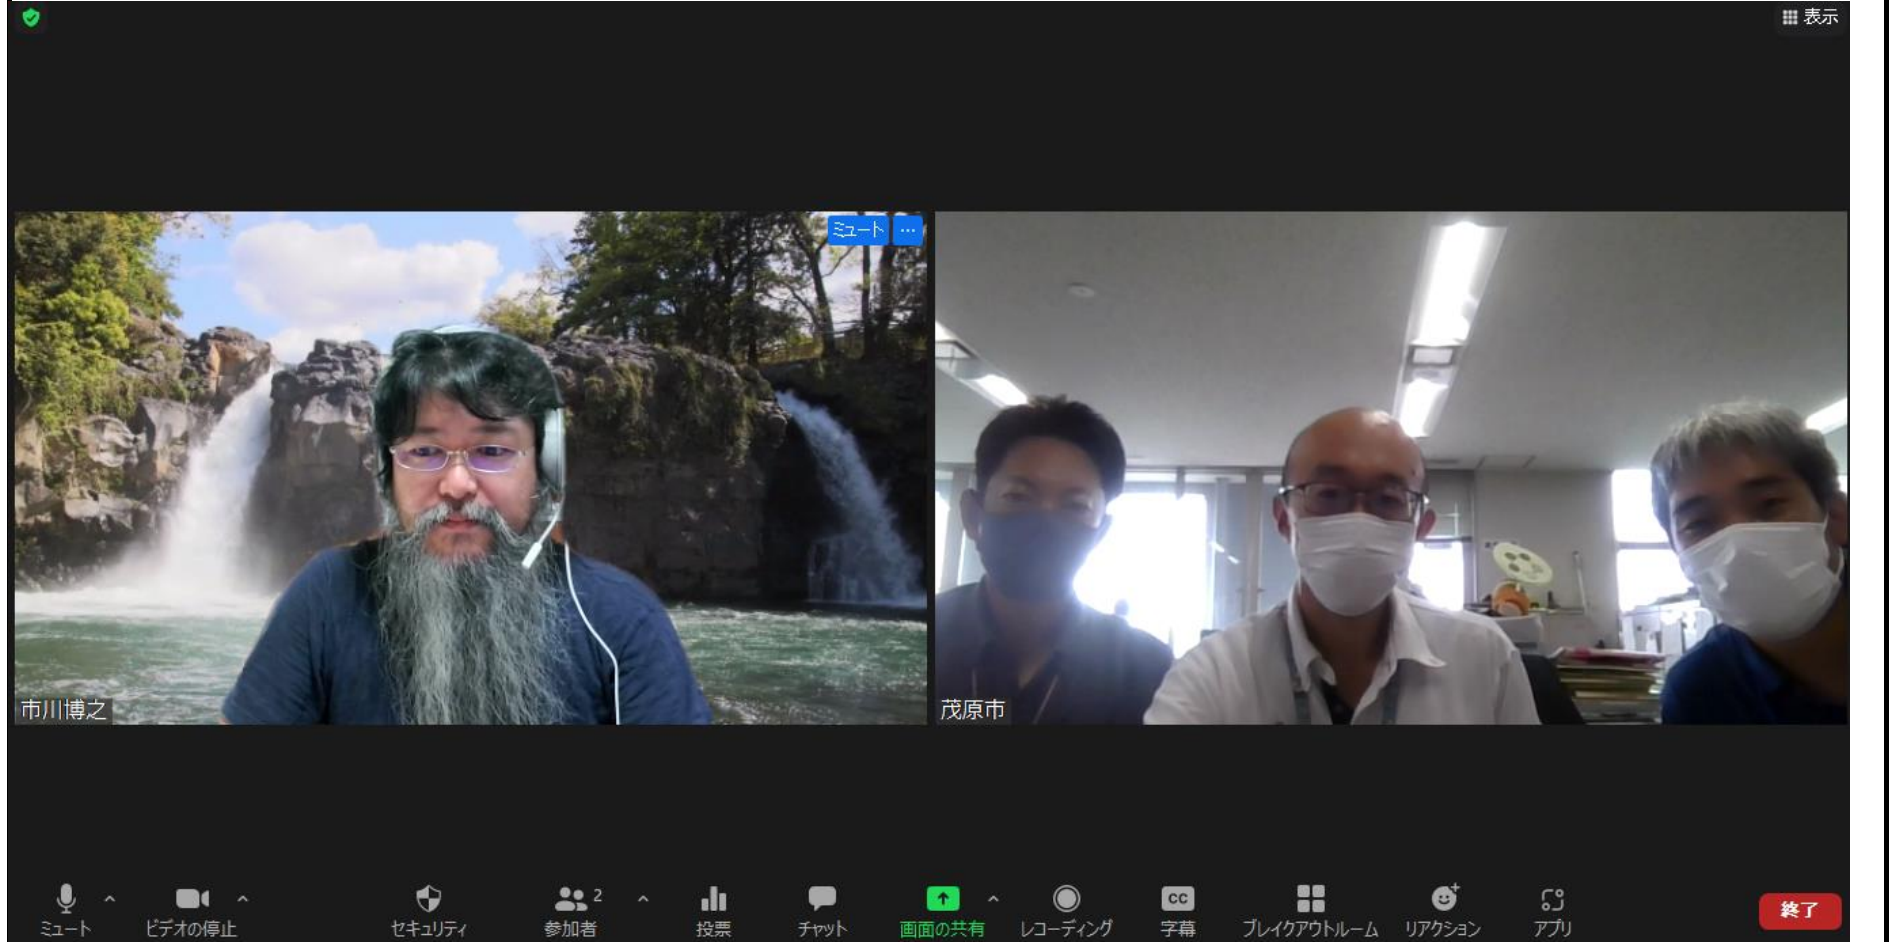 表示
ミュート ...
市川博之
茂原市
ミュート
ビデオの停止
セキュリティ
参加者 2
投票
チャット
画面の共有
レコーディング
CC 字幕
ブレイクアウトルーム
リアクション
アプリ
終了